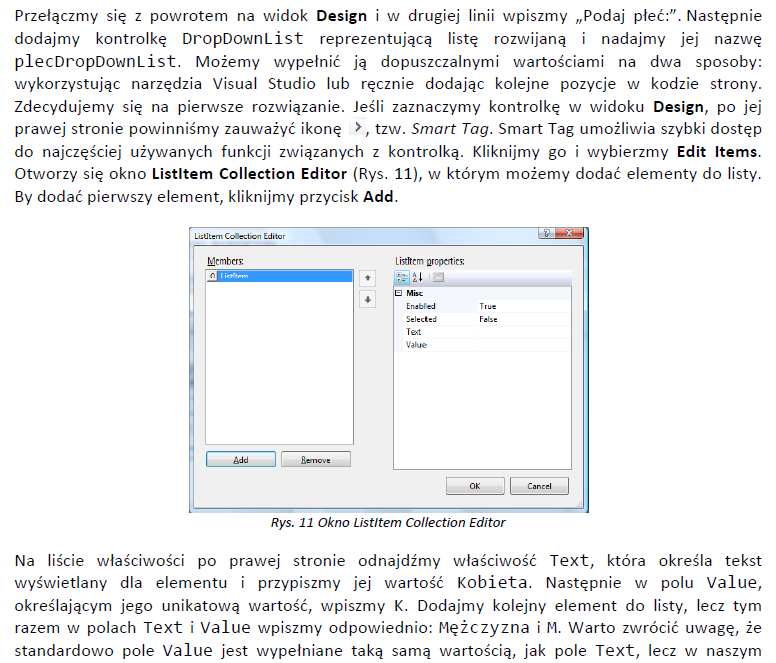 Przełączmy się z powrotem na widok Design i w drugiej linii wpiszmy „Podaj płeć:”. Następnie
dodajmy kontrolkę DropDownList reprezentującą listę rozwijaną i nadajmy jej nazwę
plecDropDownList. Możemy wypełnić ją dopuszczalnymi wartościami na dwa sposoby:
wykorzystując narzędzia Visual Studio lub ręcznie dodając kolejne pozycje w kodzie strony.
Zdecydujemy się na pierwsze rozwiązanie. Jeśli zaznaczymy kontrolkę w widoku Design, po jej
prawej stronie powinniśmy zauważyć ikonę >, tzw. Smart Tag. Smart Tag umożliwia szybki dostęp
do najczęściej używanych funkcji związanych z kontrolką. Kliknijmy go i wybierzmy Edit Items.
Otworzy się okno ListItem Collection Editor (Rys. 11), w którym możemy dodać elementy do listy.
By dodać pierwszy element, kliknijmy przycisk Add.
ListItem Collection Editor
Members:
0 ListItem
Add Remove
ListItem properties:
Misc
Enabled True
Selected False
Text
Value
OK Cancel
Rys. 11 Okno ListItem Collection Editor
Na liście właściwości po prawej stronie odnajdźmy właściwość Text, która określa tekst
wyświetlany dla elementu i przypiszmy jej wartość Kobieta. Następnie w polu Value,
określającym jego unikatową wartość, wpiszmy K. Dodajmy kolejny element do listy, lecz tym
razem w polach Text i Value wpiszmy odpowiednio: Mężczyzna i M. Warto zwrócić uwagę, że
standardowo pole Value jest wypełniane taką samą wartością, jak pole Text, lecz w naszym